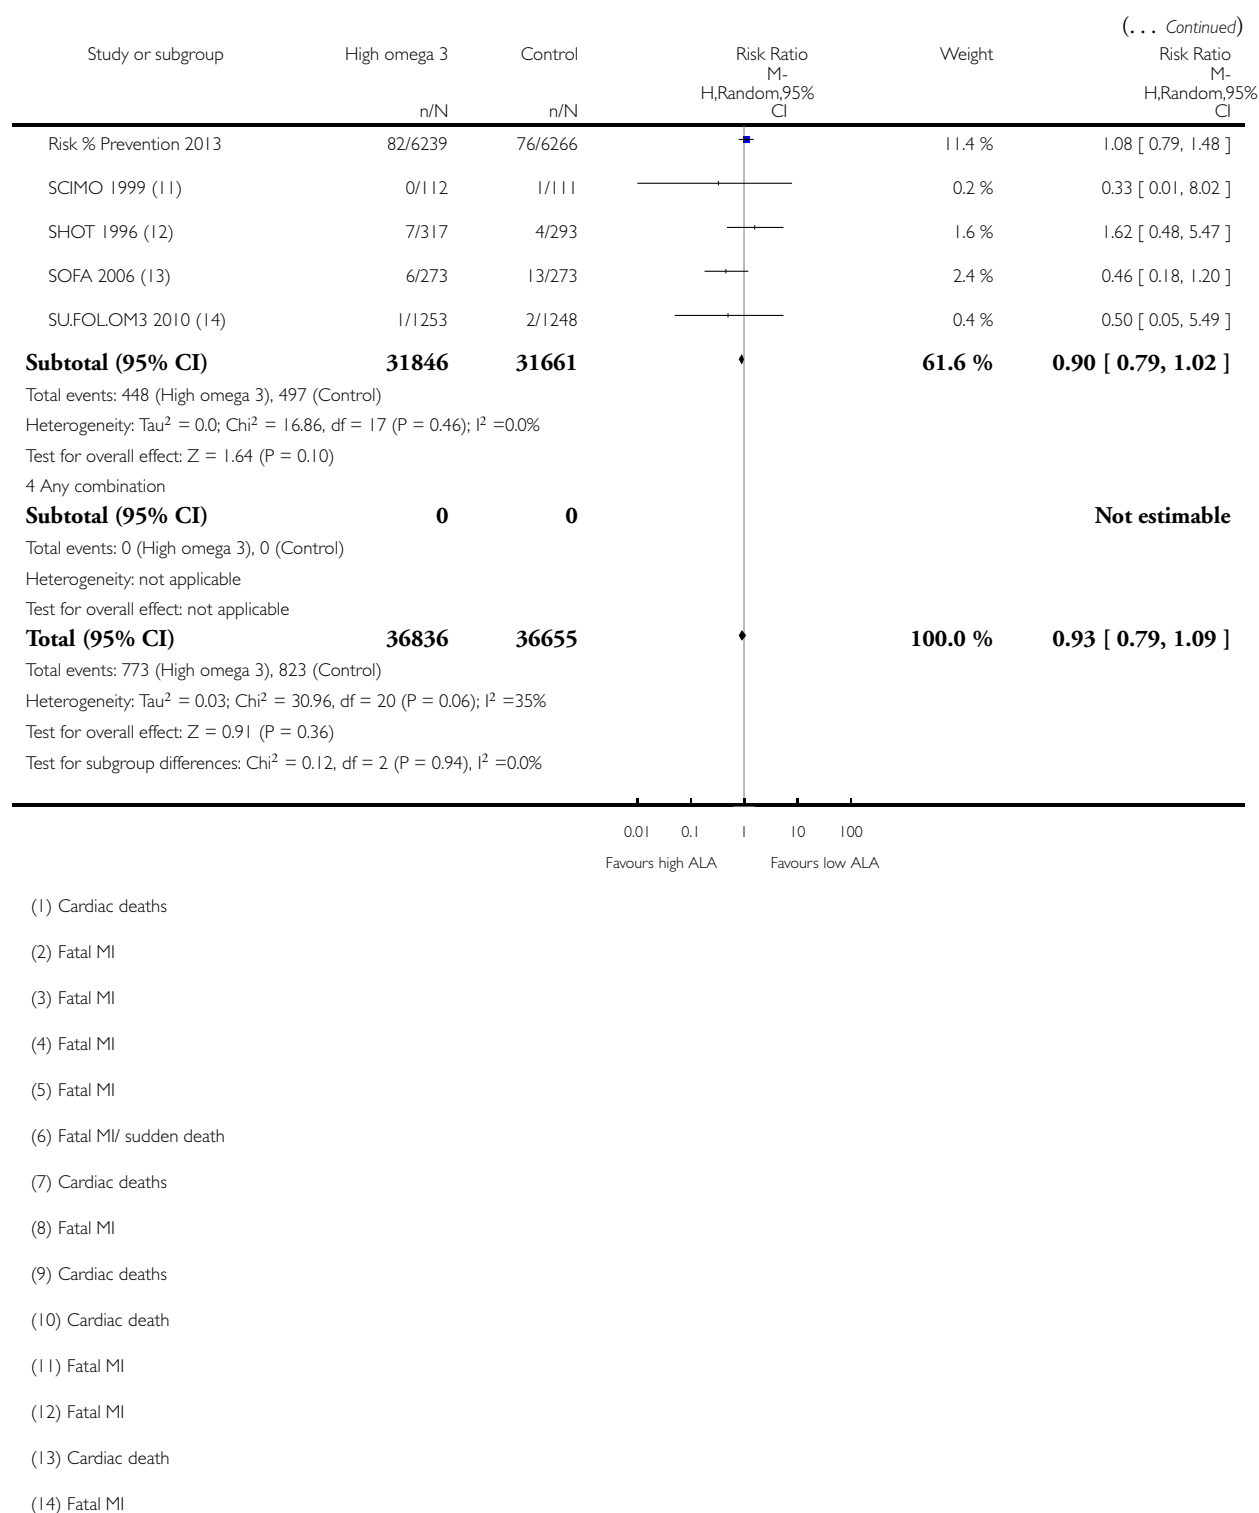 (... Continued)
Study or subgroup High omega 3 Control Risk Ratio Weight Risk Ratio
M- M-
H,Random,95% H,Random,95%
n/N n/N CI CI
Risk % Prevention 2013 82/6239 76/6266 11.4 % 1.08 [ 0.79, 1.48 ]
SCIMO 1999 (11) 0/112 1/111 0.2 % 0.33 [ 0.01, 8.02 ]
SHOT 1996 (12) 7/317 4/293 1.6 % 1.62 [ 0.48, 5.47 ]
SOFA 2006 (13) 6/273 13/273 2.4 % 0.46 [ 0.18, 1.20 ]
SU.FOL.OM3 2010 (14) 1/1253 2/1248 0.4 % 0.50 [ 0.05, 5.49 ]
Subtotal (95% CI) 31846 31661 61.6 % 0.90 [ 0.79, 1.02 ]
Total events: 448 (High omega 3), 497 (Control)
Heterogeneity: Tau² = 0.0; Chi² = 16.86, df = 17 (P = 0.46); I² =0.0%
Test for overall effect: Z = 1.64 (P = 0.10)
4 Any combination
Subtotal (95% CI) 0 0 Not estimable
Total events: 0 (High omega 3), 0 (Control)
Heterogeneity: not applicable
Test for overall effect: not applicable
Total (95% CI) 36836 36655 100.0 % 0.93 [ 0.79, 1.09 ]
Total events: 773 (High omega 3), 823 (Control)
Heterogeneity: Tau² = 0.03; Chi² = 30.96, df = 20 (P = 0.06); I² =35%
Test for overall effect: Z = 0.91 (P = 0.36)
Test for subgroup differences: Chi² = 0.12, df = 2 (P = 0.94), I² =0.0%
0.01 0.1 1 10 100
Favours high ALA Favours low ALA
(1) Cardiac deaths
(2) Fatal MI
(3) Fatal MI
(4) Fatal MI
(5) Fatal MI
(6) Fatal MI/ sudden death
(7) Cardiac deaths
(8) Fatal MI
(9) Cardiac deaths
(10) Cardiac death
(11) Fatal MI
(12) Fatal MI
(13) Cardiac death
(14) Fatal MI